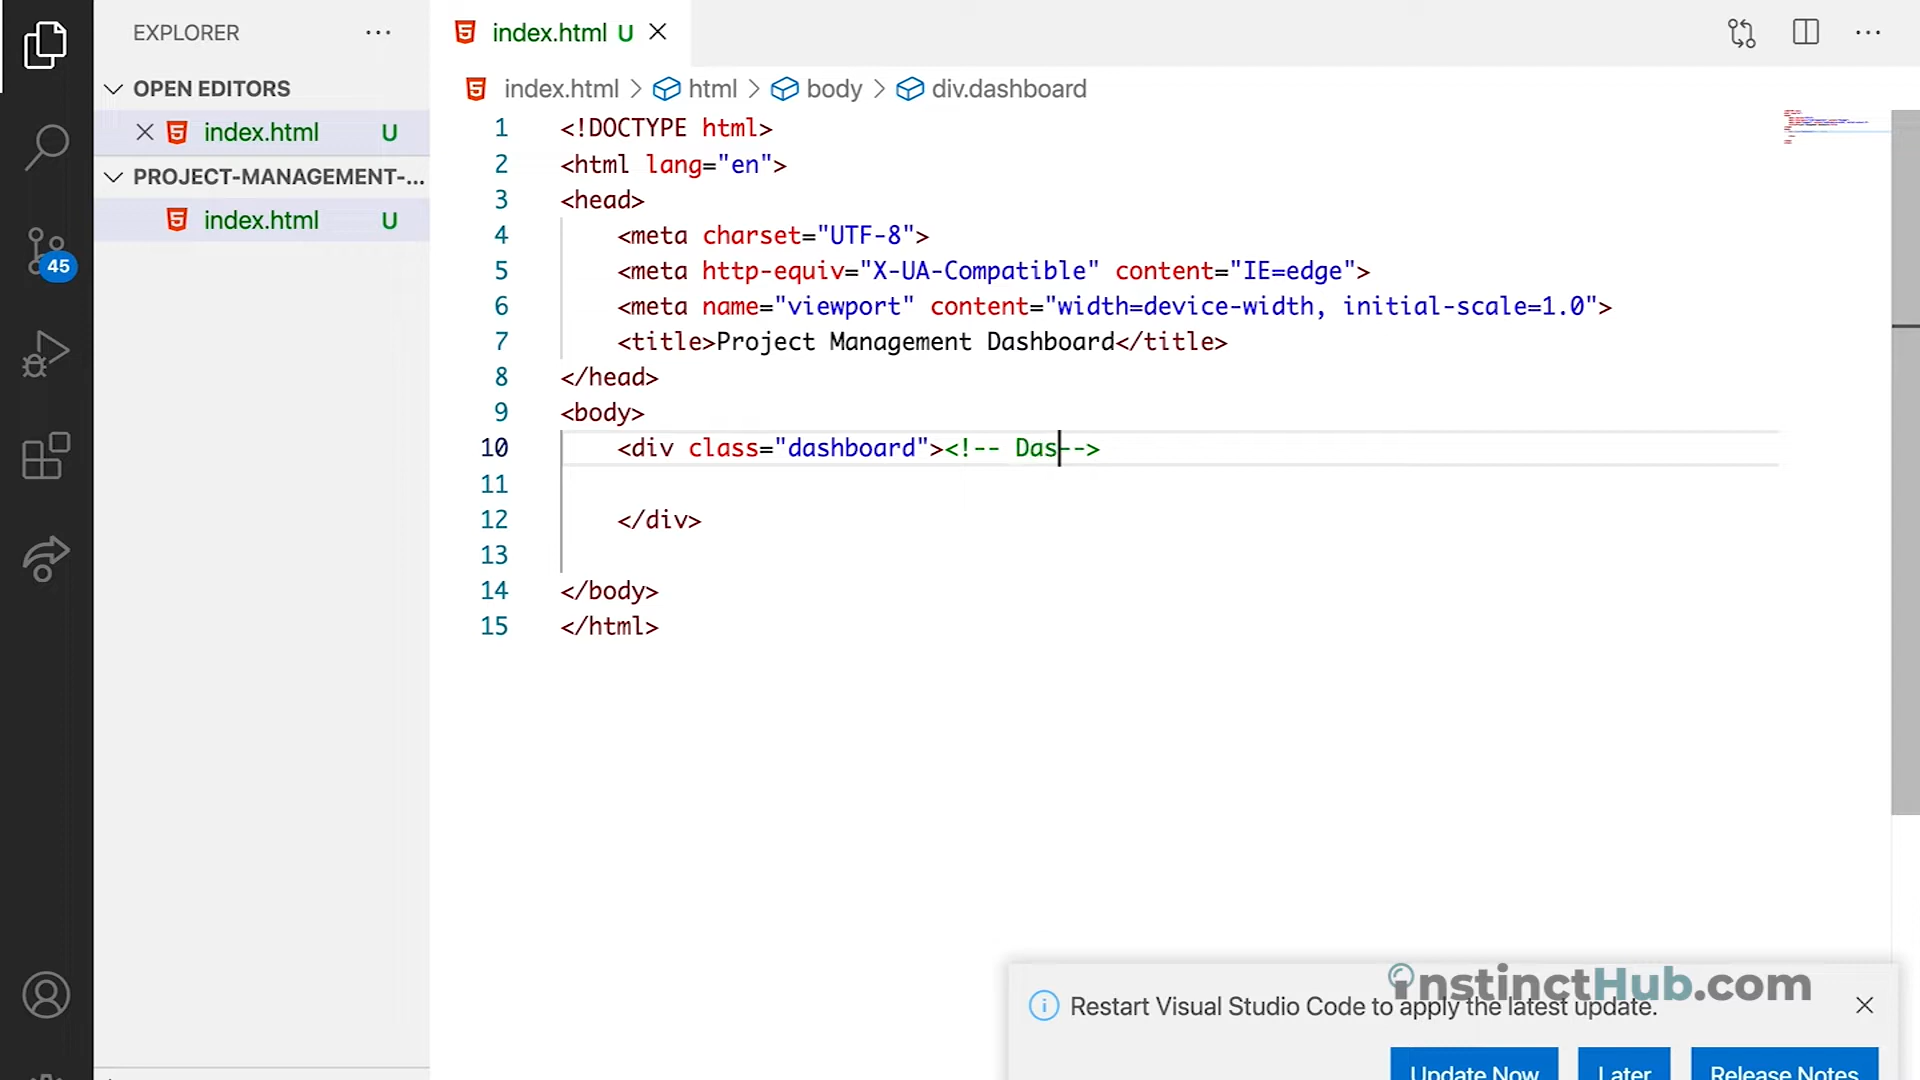 EXPLORER ...
OPEN EDITORS
index.html U
PROJECT-MANAGEMENT-...
index.html U
45
index.html U
index.html > html > body > div.dashboard
1 <!DOCTYPE html>
2 <html lang="en">
3 <head>
4 <meta charset="UTF-8">
5 <meta http-equiv="X-UA-Compatible" content="IE=edge">
6 <meta name="viewport" content="width=device-width, initial-scale=1.0">
7 <title>Project Management Dashboard</title>
8 </head>
9 <body>
10 <div class="dashboard"><!-- Das-->
11
12 </div>
13
14 </body>
15 </html>
instinctHub.com
Restart Visual Studio Code to apply the latest update.
Update Now Later Release Notes